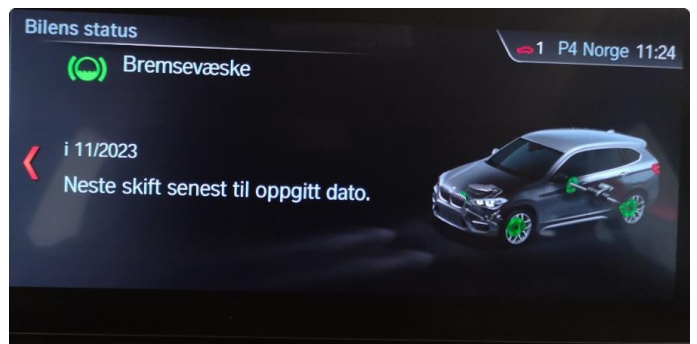 Bilens status
1 P4 Norge 11:24
Bremsevæske
i 11/2023
Neste skift senest til oppgitt dato.